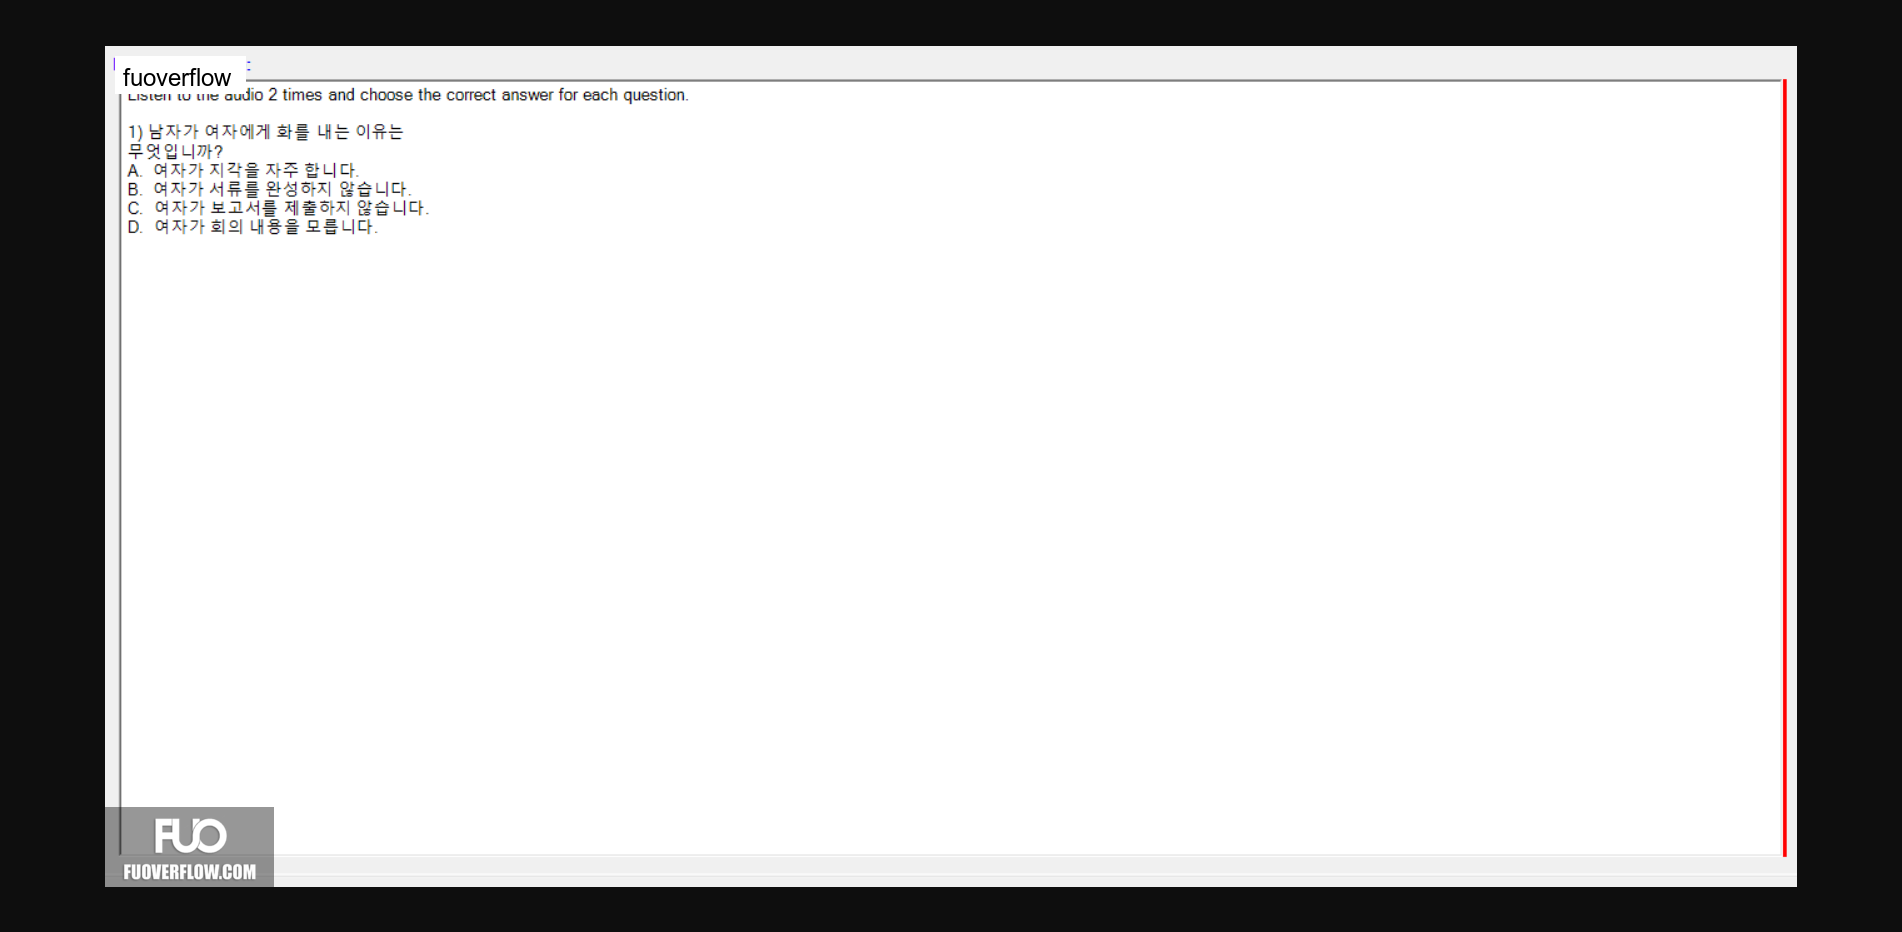 fuoverflow
Listen to the audio 2 times and choose the correct answer for each question.
1) 남자가 여자에게 화를 내는 이유는
무엇입니까?
A. 여자가 지각을 자주 합니다.
B. 여자가 서류를 완성하지 않습니다.
C. 여자가 보고서를 제출하지 않습니다.
D. 여자가 회의 내용을 모릅니다.
FUO
FUOVERFLOW.COM